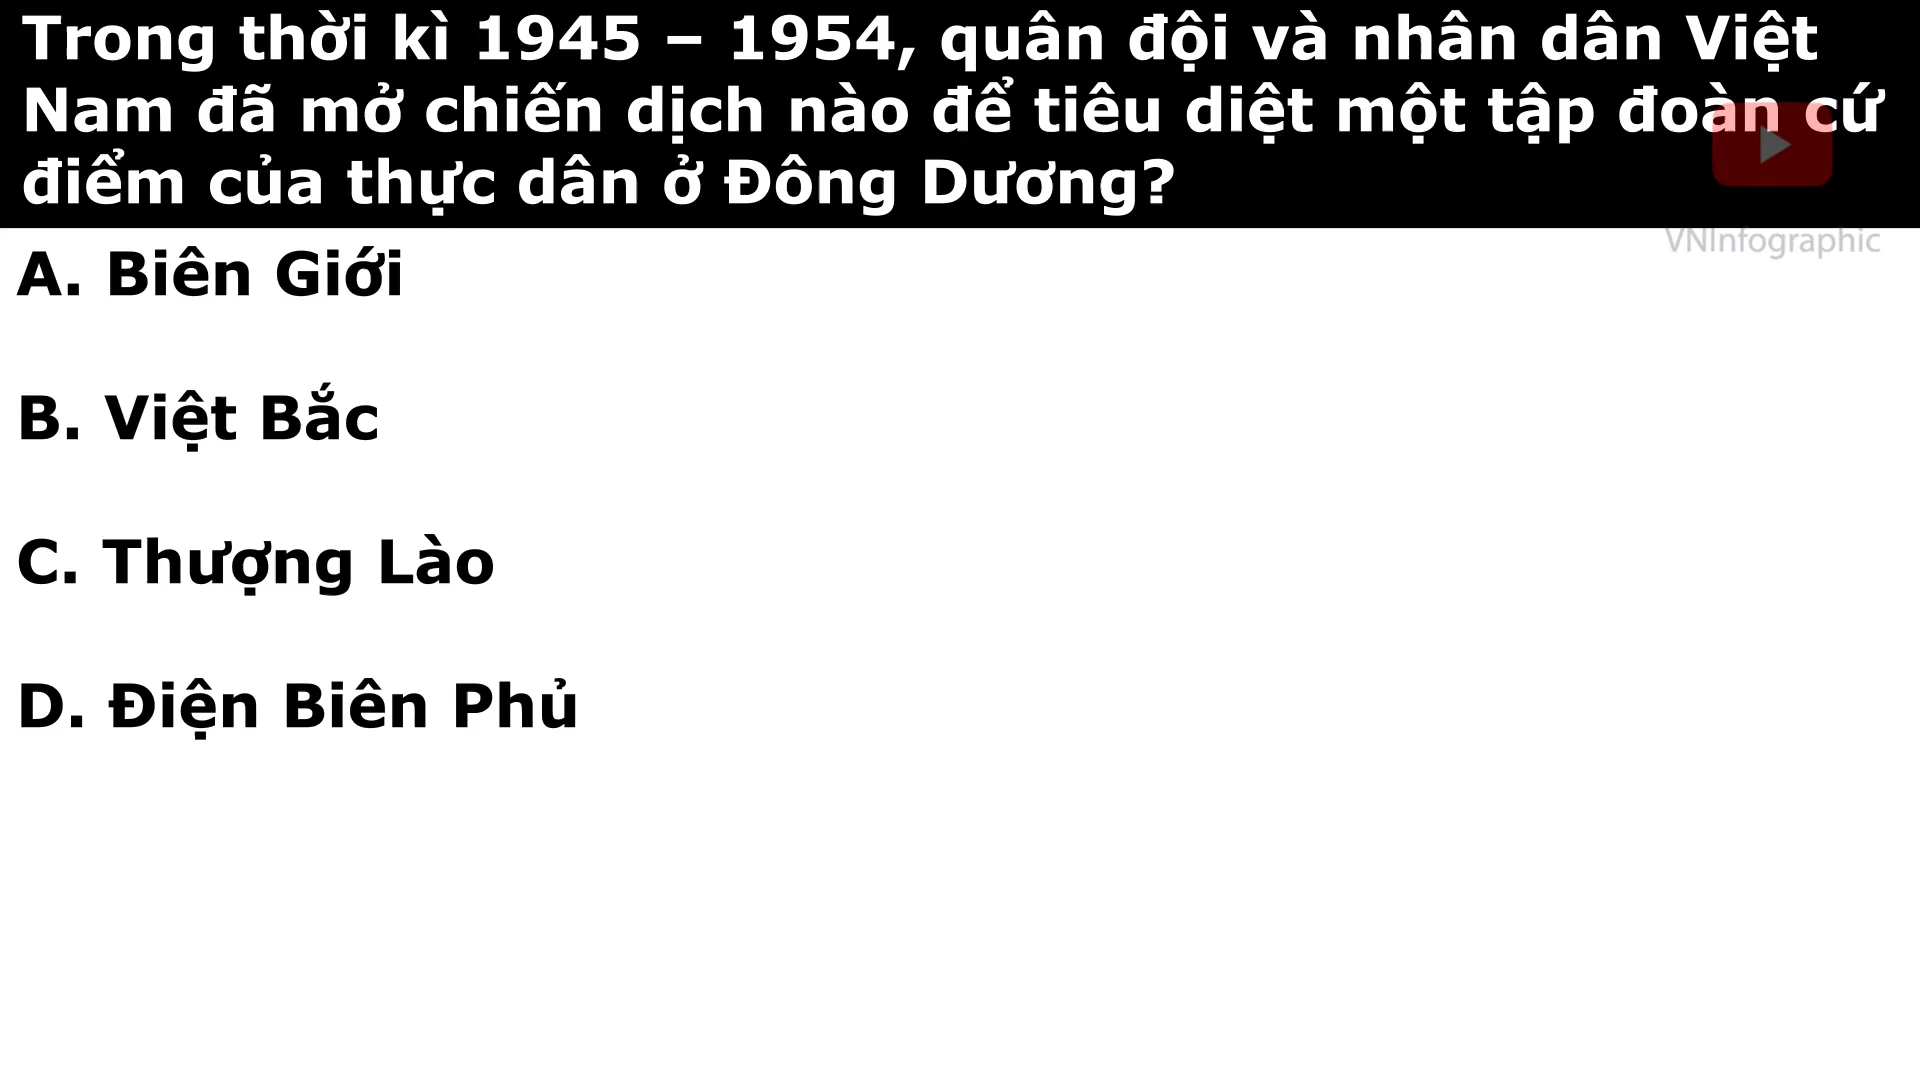 Trong thời kì 1945 – 1954, quân đội và nhân dân Việt
Nam đã mở chiến dịch nào để tiêu diệt một tập đoàn cứ
điểm của thực dân ở Đông Dương?
VNInfographic
A. Biên Giới
B. Việt Bắc
C. Thượng Lào
D. Điện Biên Phủ